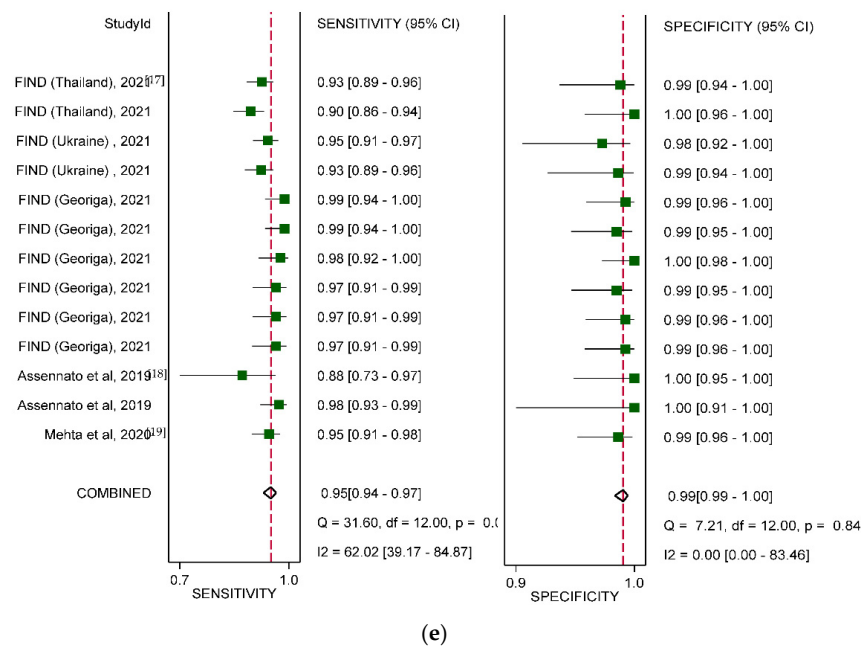 StudyId SENSITIVITY (95% CI) SPECIFICITY (95% CI)
FIND (Thailand), 2021[17] 0.93 [0.89 - 0.96] 0.99 [0.94 - 1.00]
FIND (Thailand), 2021 0.90 [0.86 - 0.94] 1.00 [0.96 - 1.00]
FIND (Ukraine) , 2021 0.95 [0.91 - 0.97] 0.98 [0.92 - 1.00]
FIND (Ukraine) , 2021 0.93 [0.89 - 0.96] 0.99 [0.94 - 1.00]
FIND (Georiga), 2021 0.99 [0.94 - 1.00] 0.99 [0.96 - 1.00]
FIND (Georiga), 2021 0.99 [0.94 - 1.00] 0.99 [0.95 - 1.00]
FIND (Georiga), 2021 0.98 [0.92 - 1.00] 1.00 [0.98 - 1.00]
FIND (Georiga), 2021 0.97 [0.91 - 0.99] 0.99 [0.95 - 1.00]
FIND (Georiga), 2021 0.97 [0.91 - 0.99] 0.99 [0.96 - 1.00]
FIND (Georiga), 2021 0.97 [0.91 - 0.99] 0.99 [0.96 - 1.00]
Assennato et al, 2019[18] 0.88 [0.73 - 0.97] 1.00 [0.95 - 1.00]
Assennato et al, 2019 0.98 [0.93 - 0.99] 1.00 [0.91 - 1.00]
Mehta et al, 2020[19] 0.95 [0.91 - 0.98] 0.99 [0.96 - 1.00]
COMBINED 0.95[0.94 - 0.97] 0.99[0.99 - 1.00]
Q = 31.60, df = 12.00, p = 0.0 Q = 7.21, df = 12.00, p = 0.84
I2 = 62.02 [39.17 - 84.87] I2 = 0.00 [0.00 - 83.46]
0.7 1.0 0.9 1.0
SENSITIVITY SPECIFICITY
(e)